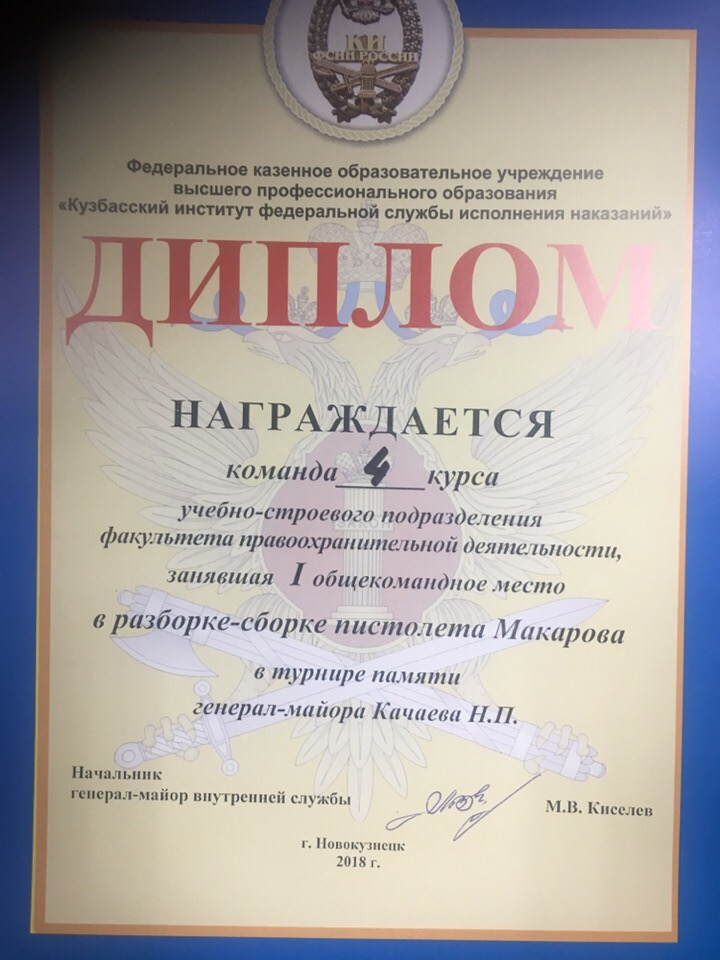 КИ
ФСИН РОССИИ
Федеральное казенное образовательное учреждение
высшего профессионального образования
«Кузбасский институт федеральной службы исполнения наказаний»
ДИПЛОМ
НАГРАЖДАЕТСЯ
команда 4 курса
учебно-строевого подразделения
факультета правоохранительной деятельности,
занявшая I общекомандное место
в разборке-сборке пистолета Макарова
в турнире памяти
генерал-майора Качаева Н.П.
Начальник
генерал-майор внутренней службы
М.В. Киселев
г. Новокузнецк
2018 г.
ЗАКОН